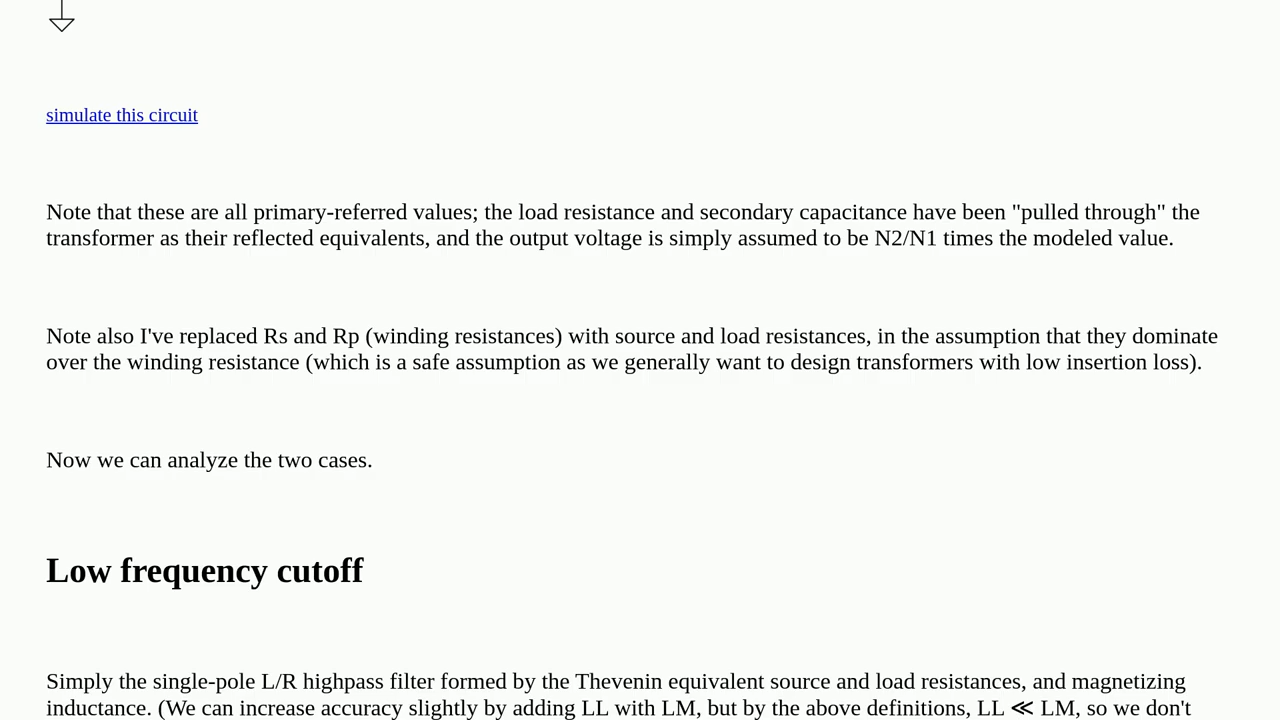 simulate this circuit
Note that these are all primary-referred values; the load resistance and secondary capacitance have been "pulled through" the
transformer as their reflected equivalents, and the output voltage is simply assumed to be N2/N1 times the modeled value.
Note also I've replaced Rs and Rp (winding resistances) with source and load resistances, in the assumption that they dominate
over the winding resistance (which is a safe assumption as we generally want to design transformers with low insertion loss).
Now we can analyze the two cases.
Low frequency cutoff
Simply the single-pole L/R highpass filter formed by the Thevenin equivalent source and load resistances, and magnetizing
inductance. (We can increase accuracy slightly by adding LL with LM, but by the above definitions, LL ≪ LM, so we don't